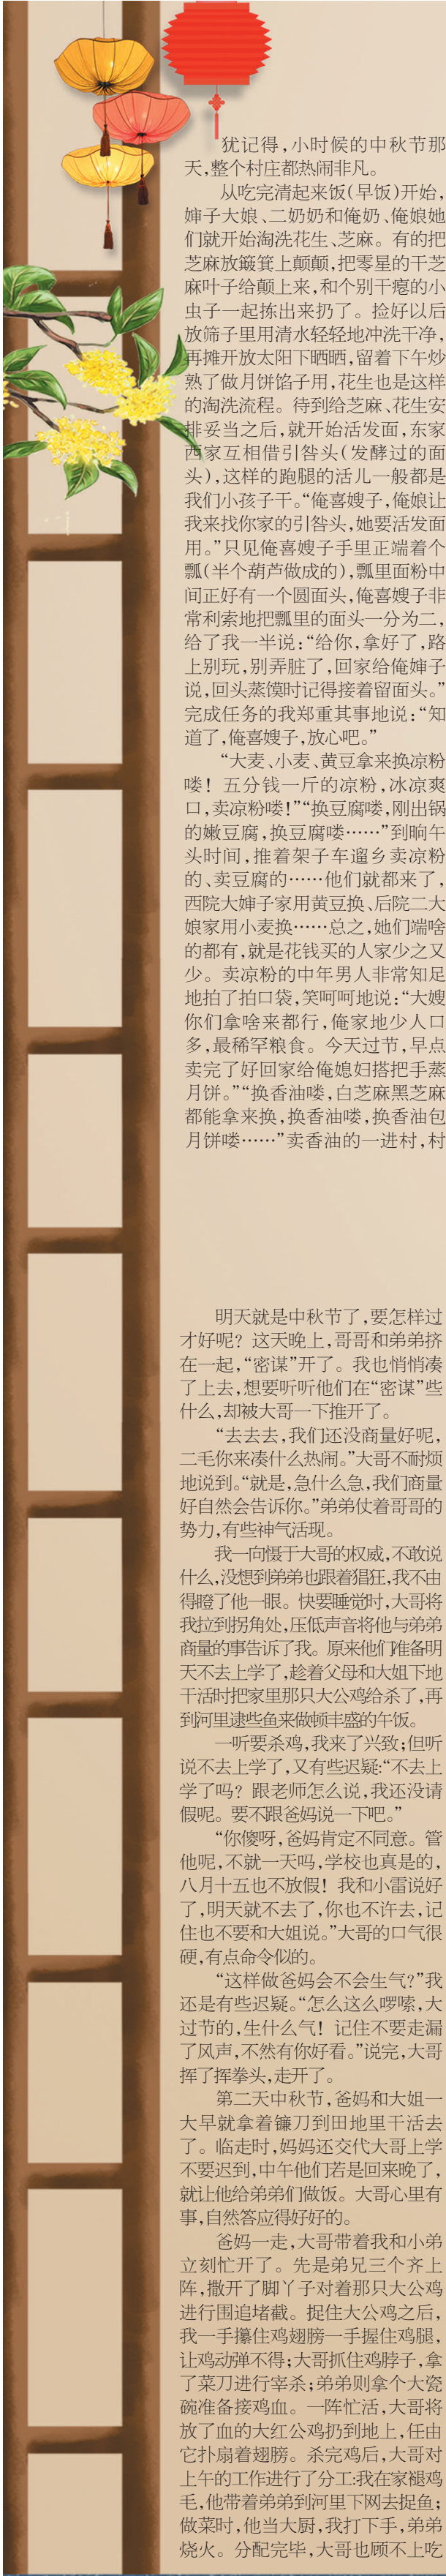 犹记得,小时候的中秋节那
天,整个村庄都热闹非凡。
从吃完清起来饭(早饭)开始,
婶子大娘、二奶奶和俺奶、俺娘她
们就开始淘洗花生、芝麻。有的把
芝麻放簸箕上颠颠,把零星的干芝
麻叶子给颠上来,和个别干瘪的小
虫子一起拣出来扔了。捡好以后
放筛子里用清水轻轻地冲洗干净,
再摊开放太阳下晒晒,留着下午炒
熟了做月饼馅子用,花生也是这样
的淘洗流程。待到给芝麻、花生安
排妥当之后,就开始活发面,东家
西家互相借引咎头(发酵过的面
头),这样的跑腿的活儿一般都是
我们小孩子干。“俺喜嫂子,俺娘让
我来找你家的引咎头,她要活发面
用。”只见俺喜嫂子手里正端着个
瓢(半个葫芦做成的),瓢里面粉中
间正好有一个圆面头,俺喜嫂子非
常利索地把瓢里的面头一分为二,
给了我一半说:“给你,拿好了,路
上别玩,别弄脏了,回家给俺婶子
说,回头蒸馍时记得接着留面头。”
完成任务的我郑重其事地说:“知
道了,俺喜嫂子,放心吧。”
“大麦、小麦、黄豆拿来换凉粉
喽！五分钱一斤的凉粉,冰凉爽
口,卖凉粉喽!”“换豆腐喽,刚出锅
的嫩豆腐,换豆腐喽……”到晌午
头时间,推着架子车遛乡卖凉粉
的、卖豆腐的……他们就都来了,
西院大婶子家用黄豆换、后院二大
娘家用小麦换……总之,她们端啥
的都有,就是花钱买的人家少之又
少。卖凉粉的中年男人非常知足
地拍了拍口袋,笑呵呵地说:“大嫂
你们拿啥来都行,俺家地少人口
多,最稀罕粮食。今天过节,早点
卖完了好回家给俺媳妇搭把手蒸
月饼。”“换香油喽,白芝麻黑芝麻
都能拿来换,换香油喽,换香油包
月饼喽……”卖香油的一进村,村
明天就是中秋节了,要怎样过
才好呢？这天晚上,哥哥和弟弟挤
在一起,“密谋”开了。我也悄悄凑
了上去,想要听听他们在“密谋”些
什么,却被大哥一下推开了。
“去去去,我们还没商量好呢,
二毛你来凑什么热闹。”大哥不耐烦
地说到。“就是,急什么急,我们商量
好自然会告诉你。”弟弟仗着哥哥的
势力,有些神气活现。
我一向慑于大哥的权威,不敢说
什么,没想到弟弟也跟着猖狂,我不由
得瞪了他一眼。快要睡觉时,大哥将
我拉到拐角处,压低声音将他与弟弟
商量的事告诉了我。原来他们准备明
天不去上学了,趁着父母和大姐下地
干活时把家里那只大公鸡给杀了,再
到河里逮些鱼来做顿丰盛的午饭。
一听要杀鸡,我来了兴致;但听
说不去上学了,又有些迟疑:“不去上
学了吗？跟老师怎么说,我还没请
假呢。要不跟爸妈说一下吧。”
“你傻呀,爸妈肯定不同意。管
他呢,不就一天吗,学校也真是的,
八月十五也不放假！我和小雷说好
了,明天就不去了,你也不许去,记
住也不要和大姐说。”大哥的口气很
硬,有点命令似的。
“这样做爸妈会不会生气?”我
还是有些迟疑。“怎么这么啰嗦,大
过节的,生什么气！记住不要走漏
了风声,不然有你好看。”说完,大哥
挥了挥拳头,走开了。
第二天中秋节,爸妈和大姐一
大早就拿着镰刀到田地里干活去
了。临走时,妈妈还交代大哥上学
不要迟到,中午他们若是回来晚了,
就让他给弟弟们做饭。大哥心里有
事,自然答应得好好的。
爸妈一走,大哥带着我和小弟
立刻忙开了。先是弟兄三个齐上
阵,撒开了脚丫子对着那只大公鸡
进行围追堵截。捉住大公鸡之后,
我一手攥住鸡翅膀一手握住鸡腿,
让鸡动弹不得;大哥抓住鸡脖子,拿
了菜刀进行宰杀;弟弟则拿个大瓷
碗准备接鸡血。一阵忙活,大哥将
放了血的大红公鸡扔到地上,任由
它扑扇着翅膀。杀完鸡后,大哥对
上午的工作进行了分工:我在家褪鸡
毛,他带着弟弟到河里下网去捉鱼;
做菜时,他当大厨,我打下手,弟弟
烧火。分配完毕,大哥也顾不上吃